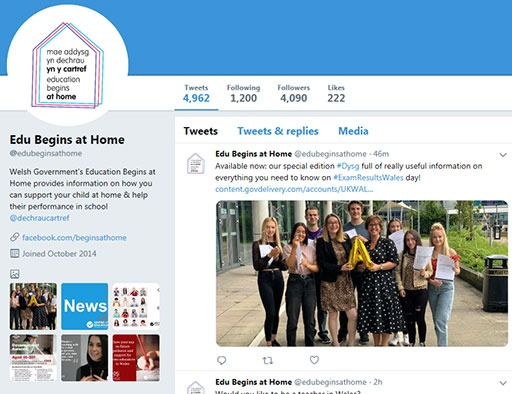 mae addysg
yn dechrau
yn y cartref
education
begins
at home
Tweets Following Followers Likes
4,962 1,200 4,090 222
Edu Begins at Home
@edubeginsathome
Welsh Government's Education Begins at
Home provides information on how you
can support your child at home & help
their performance in school
@dechraucartref
facebook.com/beginsathome
Joined October 2014
News
Tweets Tweets & replies Media
Edu Begins at Home @edubeginsathome · 46m
Available now: our special edition #Dysg full of really useful information on
everything you need to know on #ExamResultsWales day!
content.govdelivery.com/accounts/UKWAL...
A
Edu Begins at Home @edubeginsathome · 2h
Would you like to be a teacher in Wales?